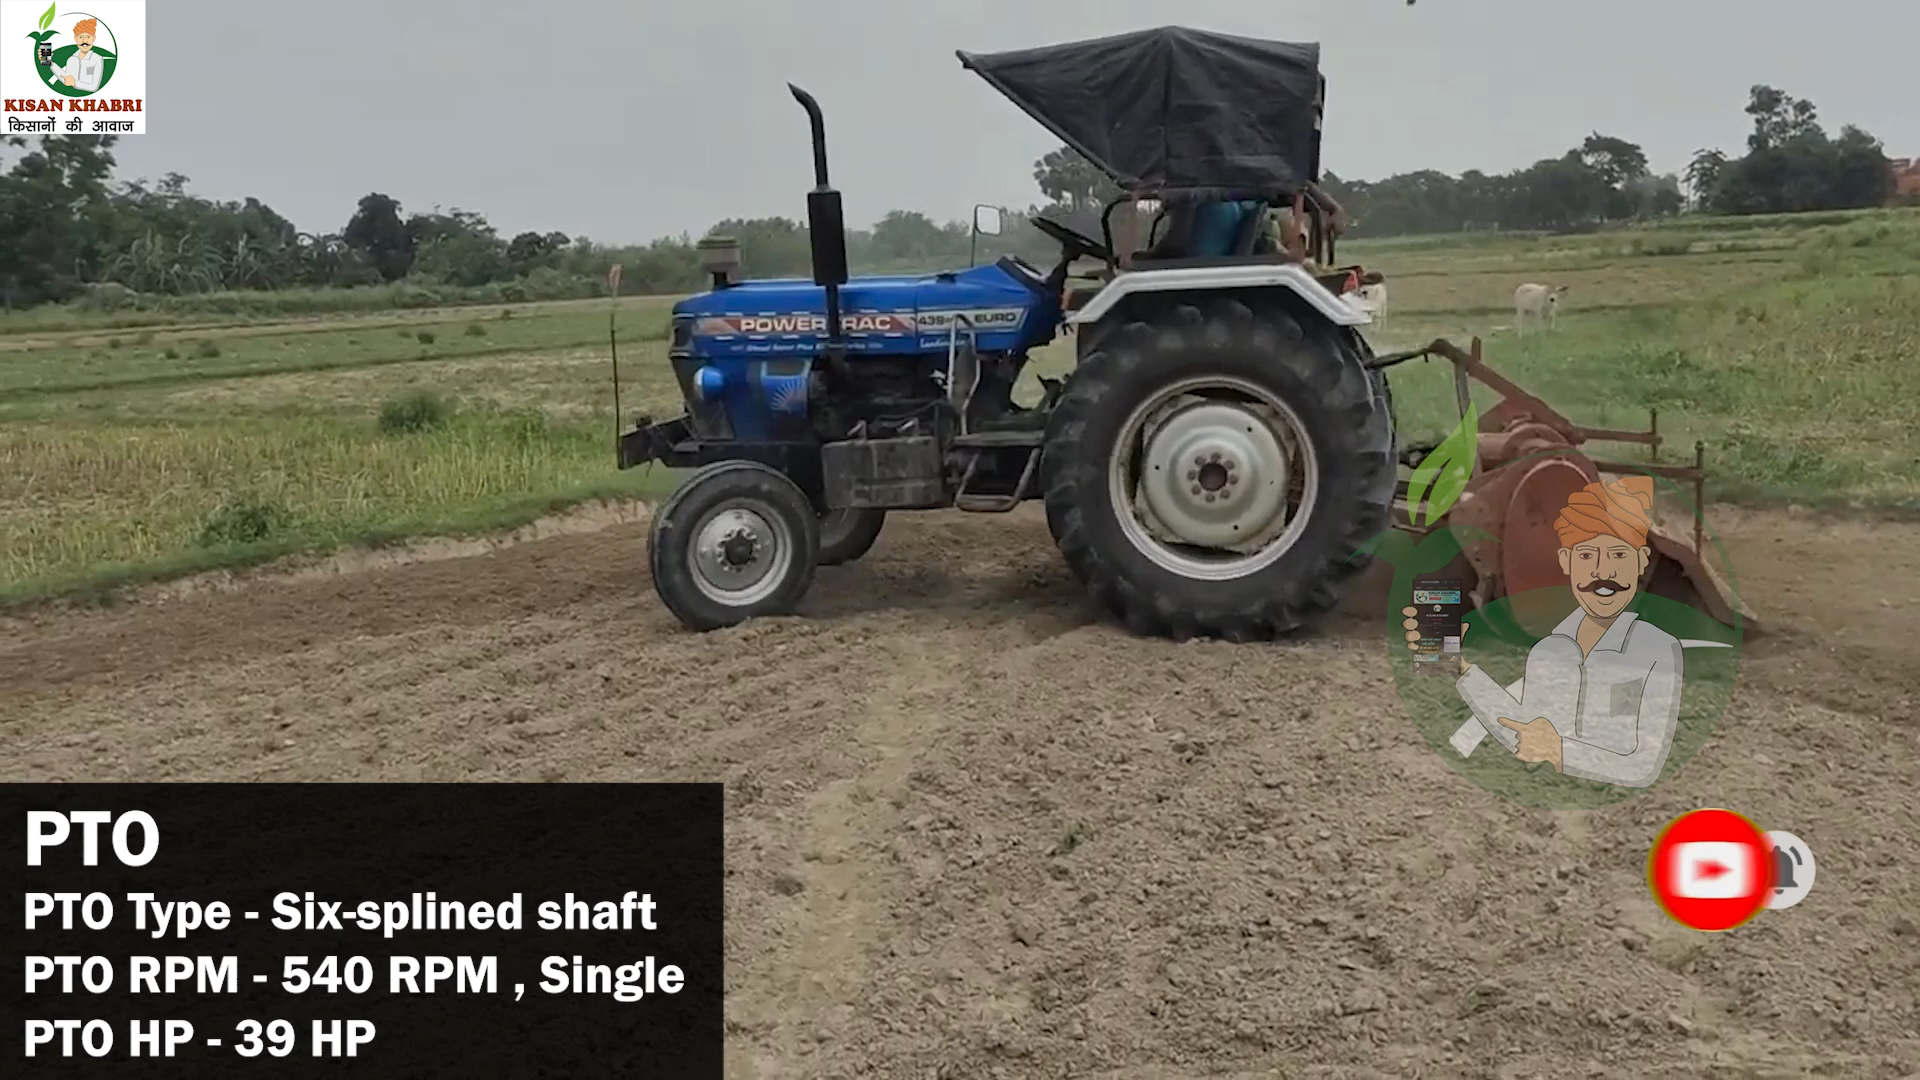 KISAN KHABRI
किसानों की आवाज
POWERTRAC
439 EURO
PTO
PTO Type - Six-splined shaft
PTO RPM - 540 RPM , Single
PTO HP - 39 HP